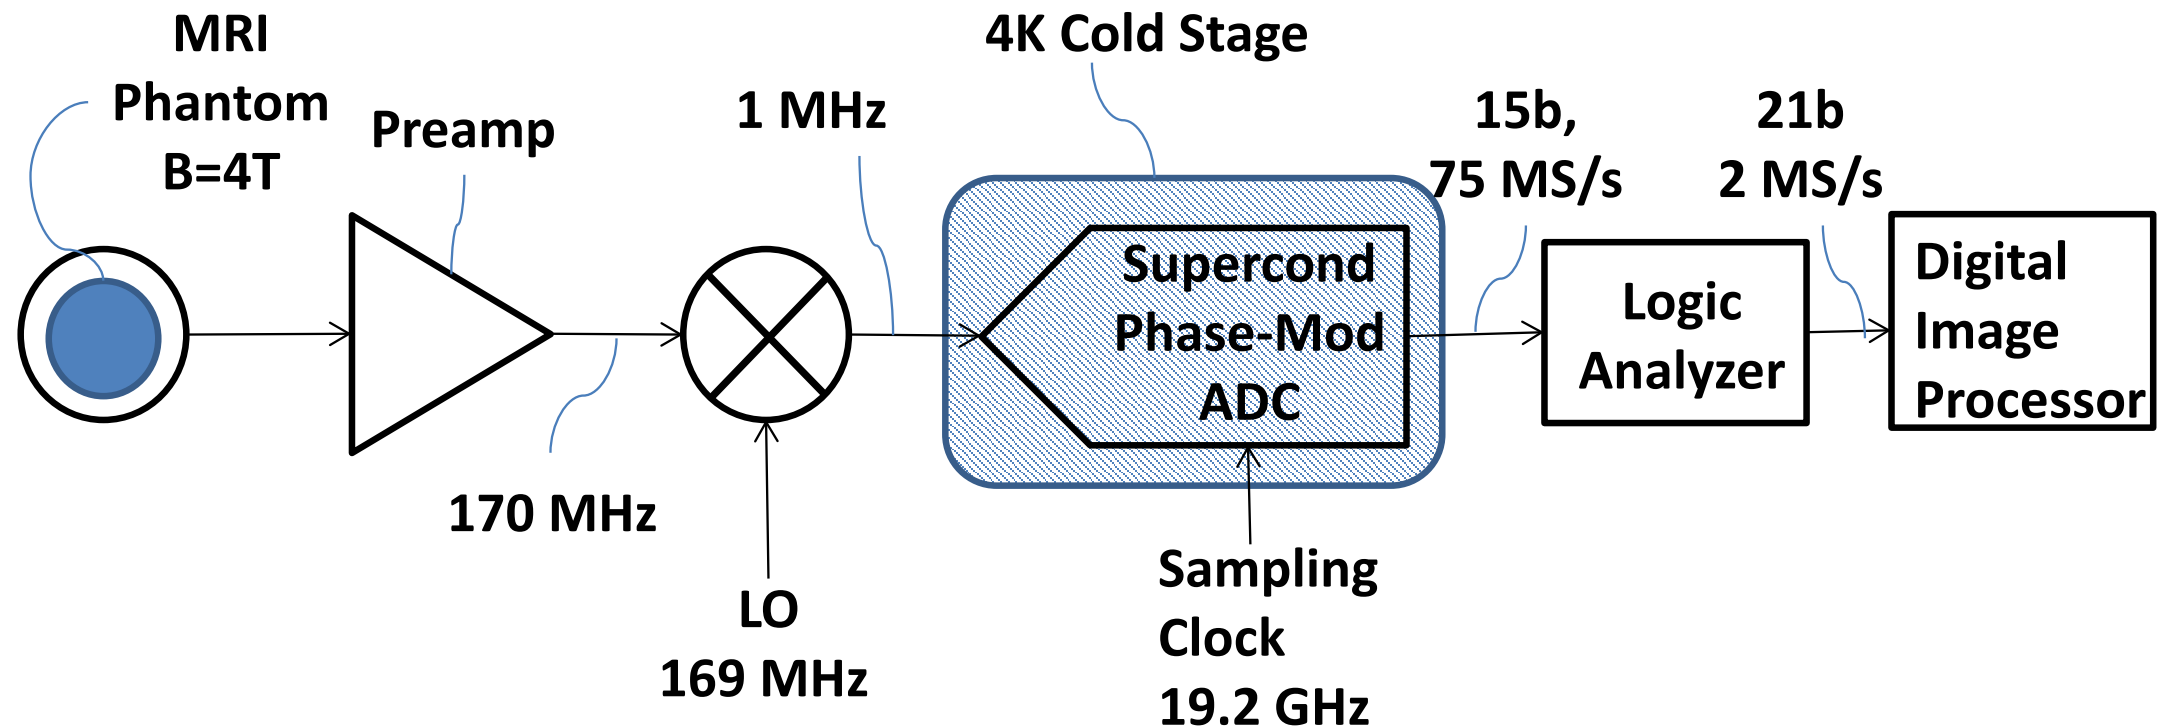 MRI
Phantom
B=4T
Preamp
170 MHz
LO
169 MHz
1 MHz
4K Cold Stage
Supercond
Phase-Mod
ADC
Sampling
Clock
19.2 GHz
15b,
75 MS/s
Logic
Analyzer
21b
2 MS/s
Digital
Image
Processor